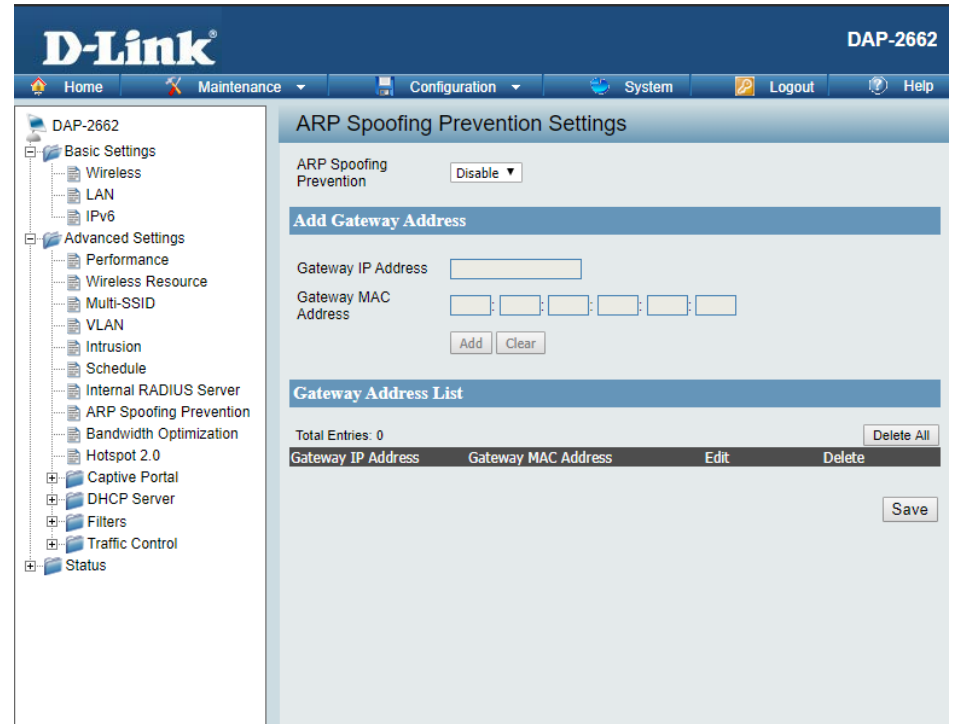 D-Link®
DAP-2662
Home Maintenance Configuration System Logout Help
DAP-2662
Basic Settings
Wireless
LAN
IPv6
Advanced Settings
Performance
Wireless Resource
Multi-SSID
VLAN
Intrusion
Schedule
Internal RADIUS Server
ARP Spoofing Prevention
Bandwidth Optimization
Hotspot 2.0
Captive Portal
DHCP Server
Filters
Traffic Control
Status
ARP Spoofing Prevention Settings
ARP Spoofing
Prevention
Disable
Add Gateway Address
Gateway IP Address
Gateway MAC
Address
: : : : :
Add Clear
Gateway Address List
Total Entries: 0
Delete All
Gateway IP Address Gateway MAC Address Edit Delete
Save